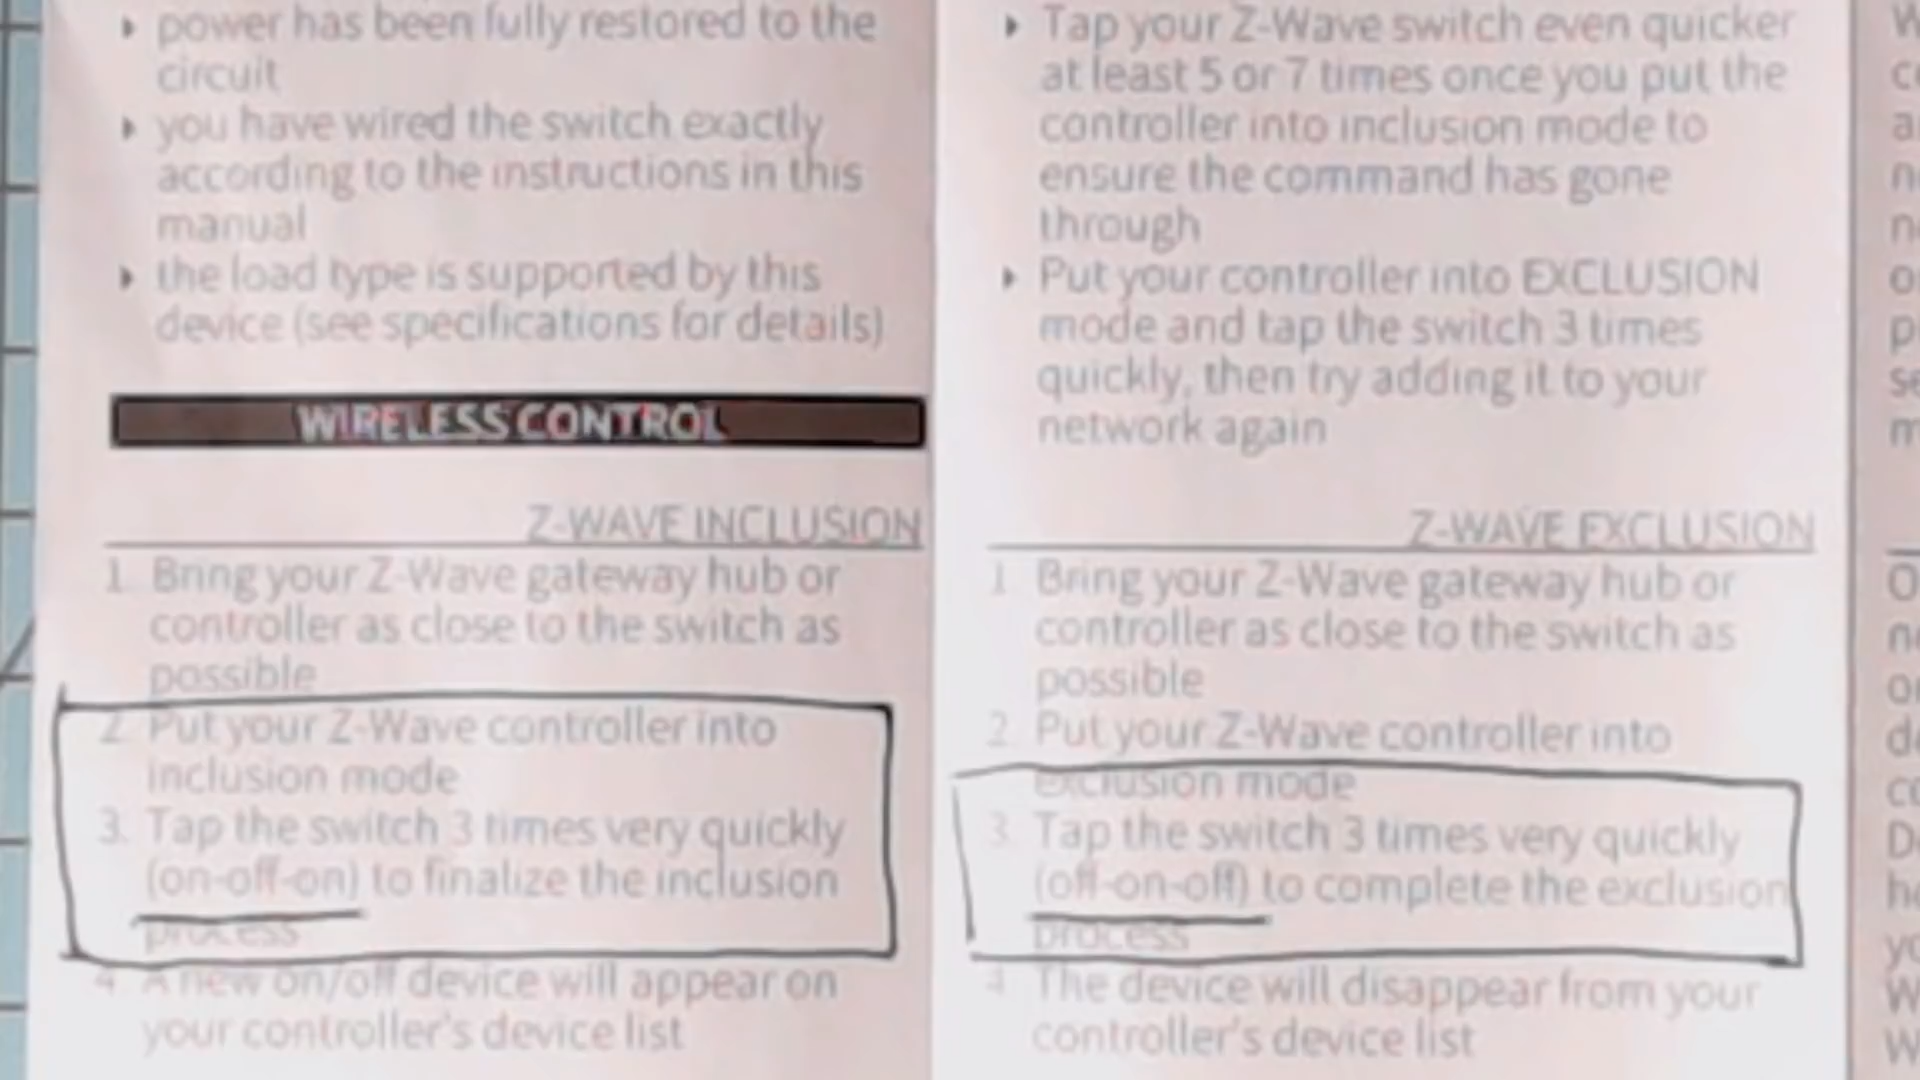 ▸ power has been fully restored to the
circuit
▸ you have wired the switch exactly
according to the instructions in this
manual
▸ the load type is supported by this
device (see specifications for details)
WIRELESS CONTROL
Z-WAVE INCLUSION
1. Bring your Z-Wave gateway hub or
controller as close to the switch as
possible
2. Put your Z-Wave controller into
inclusion mode
3. Tap the switch 3 times very quickly
(on-off-on) to finalize the inclusion
process
4. A new on/off device will appear on
your controller's device list
▸ Tap your Z-Wave switch even quicker
at least 5 or 7 times once you put the
controller into inclusion mode to
ensure the command has gone
through
▸ Put your controller into EXCLUSION
mode and tap the switch 3 times
quickly, then try adding it to your
network again
Z-WAVE EXCLUSION
1. Bring your Z-Wave gateway hub or
controller as close to the switch as
possible
2. Put your Z-Wave controller into
exclusion mode
3. Tap the switch 3 times very quickly
(off-on-off) to complete the exclusion
process
4. The device will disappear from your
controller's device list